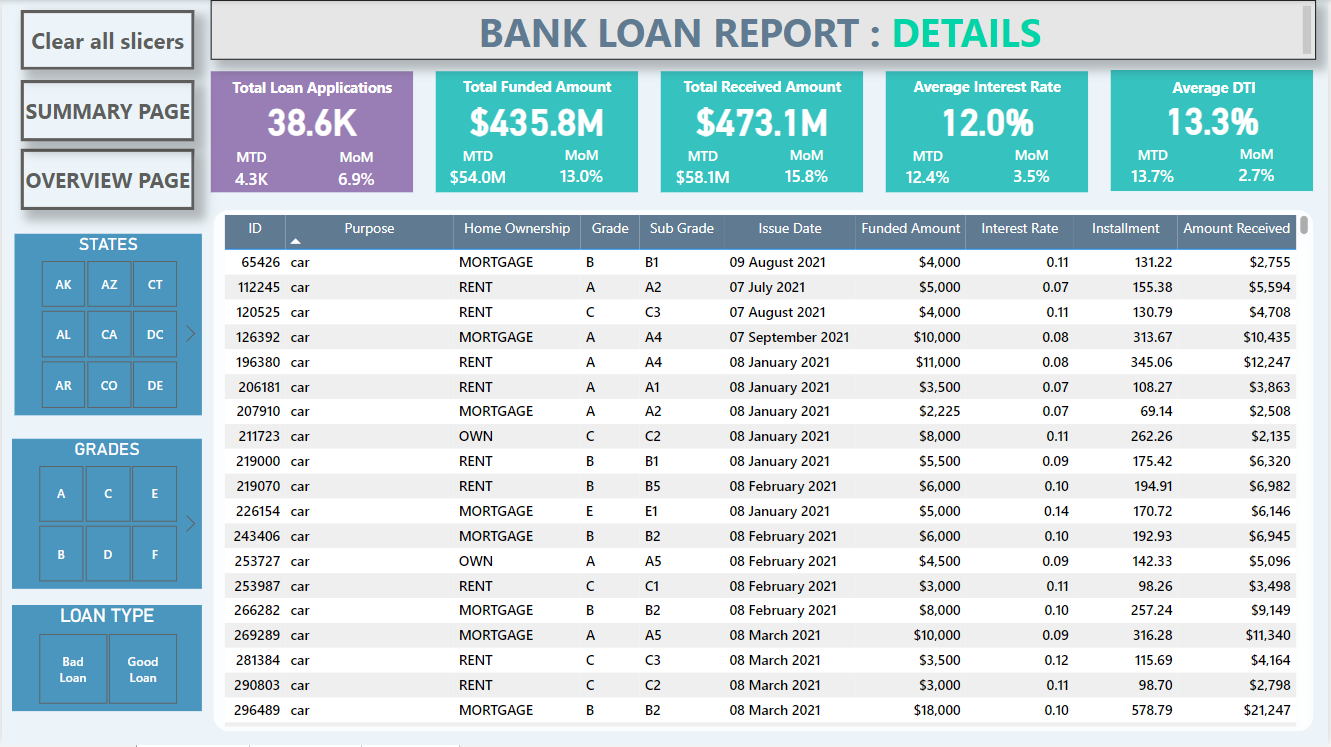 Clear all slicers
SUMMARY PAGE
OVERVIEW PAGE
BANK LOAN REPORT : DETAILS
Total Loan Applications
38.6K
MTD MoM
4.3K 6.9%
Total Funded Amount
$435.8M
MTD MoM
$54.0M 13.0%
Total Received Amount
$473.1M
MTD MoM
$58.1M 15.8%
Average Interest Rate
12.0%
MTD MoM
12.4% 3.5%
Average DTI
13.3%
MTD MoM
13.7% 2.7%
STATES
AK AZ CT
AL CA DC
AR CO DE
GRADES
A C E
B D F
LOAN TYPE
Bad Loan
Good Loan
ID Purpose Home Ownership Grade Sub Grade Issue Date Funded Amount Interest Rate Installment Amount Received
65426 car MORTGAGE B B1 09 August 2021 $4,000 0.11 131.22 $2,755
112245 car RENT A A2 07 July 2021 $5,000 0.07 155.38 $5,594
120525 car RENT C C3 07 August 2021 $4,000 0.11 130.79 $4,708
126392 car MORTGAGE A A4 07 September 2021 $10,000 0.08 313.67 $10,435
196380 car RENT A A4 08 January 2021 $11,000 0.08 345.06 $12,247
206181 car RENT A A1 08 January 2021 $3,500 0.07 108.27 $3,863
207910 car MORTGAGE A A2 08 January 2021 $2,225 0.07 69.14 $2,508
211723 car OWN C C2 08 January 2021 $8,000 0.11 262.26 $2,135
219000 car RENT B B1 08 January 2021 $5,500 0.09 175.42 $6,320
219070 car RENT B B5 08 February 2021 $6,000 0.10 194.91 $6,982
226154 car MORTGAGE E E1 08 January 2021 $5,000 0.14 170.72 $6,146
243406 car MORTGAGE B B2 08 February 2021 $6,000 0.10 192.93 $6,945
253727 car OWN A A5 08 February 2021 $4,500 0.09 142.33 $5,096
253987 car RENT C C1 08 February 2021 $3,000 0.11 98.26 $3,498
266282 car MORTGAGE B B2 08 February 2021 $8,000 0.10 257.24 $9,149
269289 car MORTGAGE A A5 08 March 2021 $10,000 0.09 316.28 $11,340
281384 car RENT C C3 08 March 2021 $3,500 0.12 115.69 $4,164
290803 car RENT C C2 08 March 2021 $3,000 0.11 98.70 $2,798
296489 car MORTGAGE B B2 08 March 2021 $18,000 0.10 578.79 $21,247